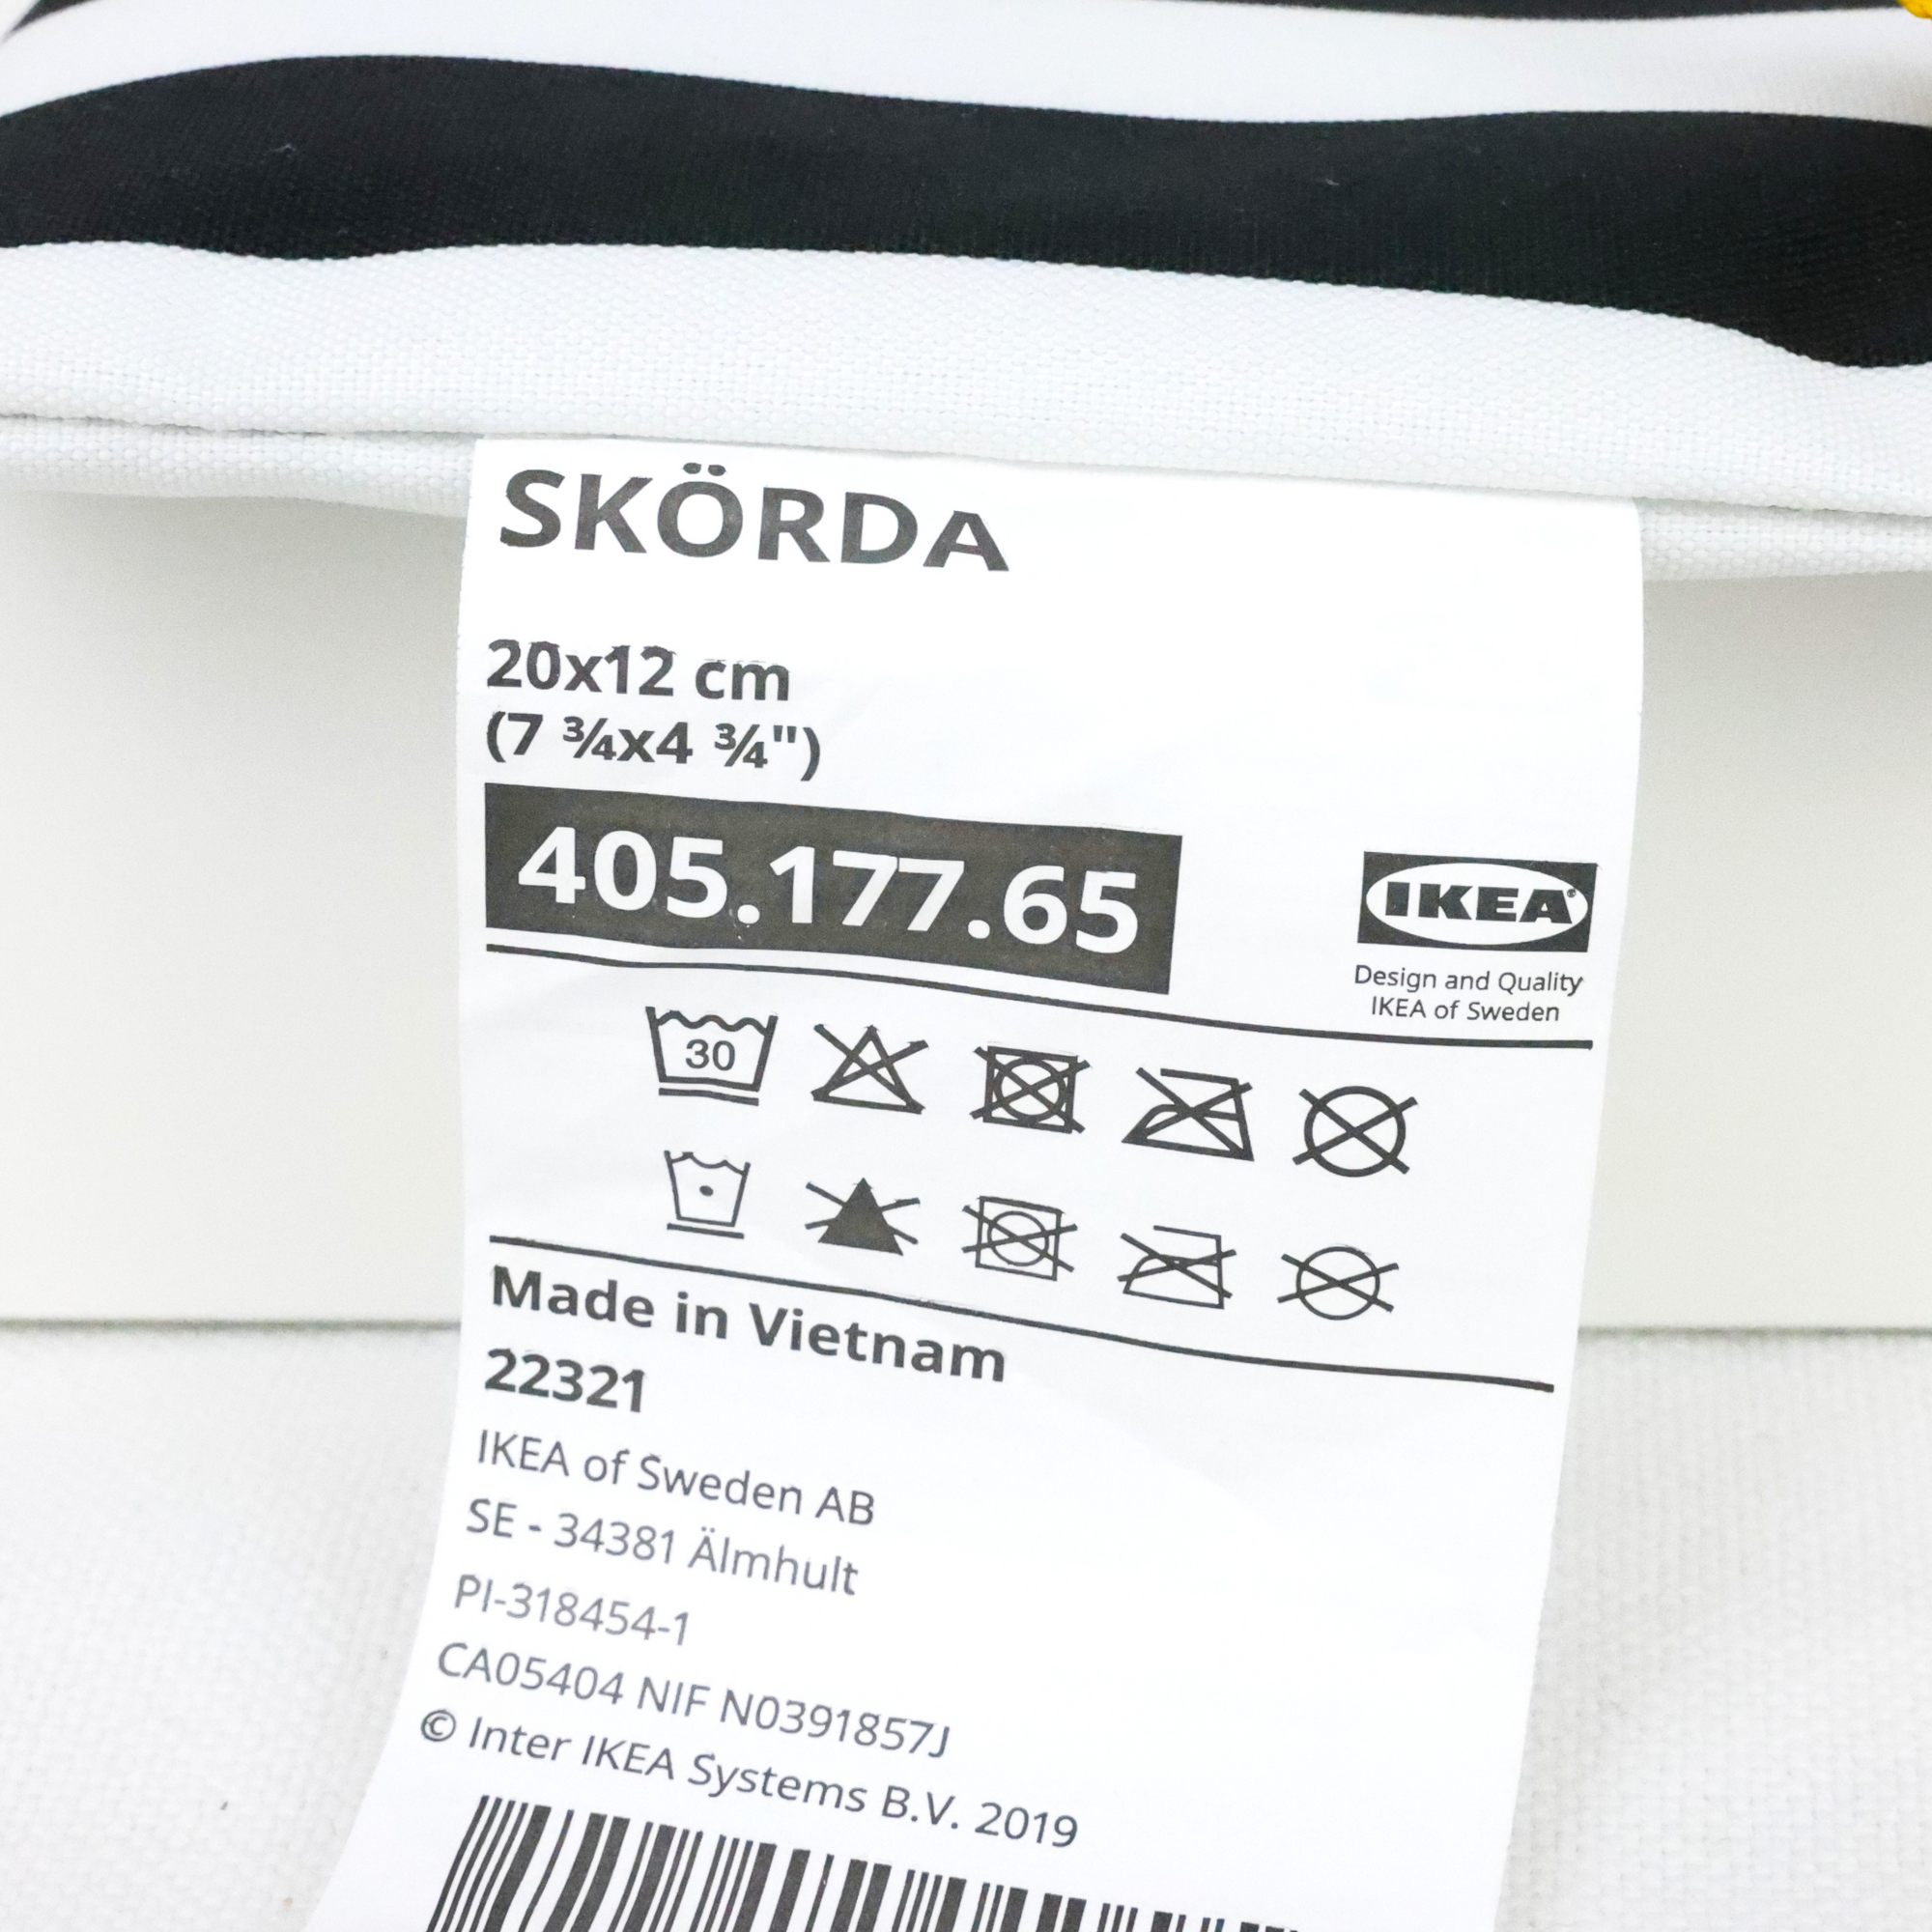 SKÖRDA
20x12 cm
(7 ¾x4 ¾")
405.177.65
IKEA®
Design and Quality
IKEA of Sweden
30
Made in Vietnam
22321
IKEA of Sweden AB
SE - 34381 Älmhult
PI-318454-1
CA05404 NIF N0391857J
© Inter IKEA Systems B.V. 2019